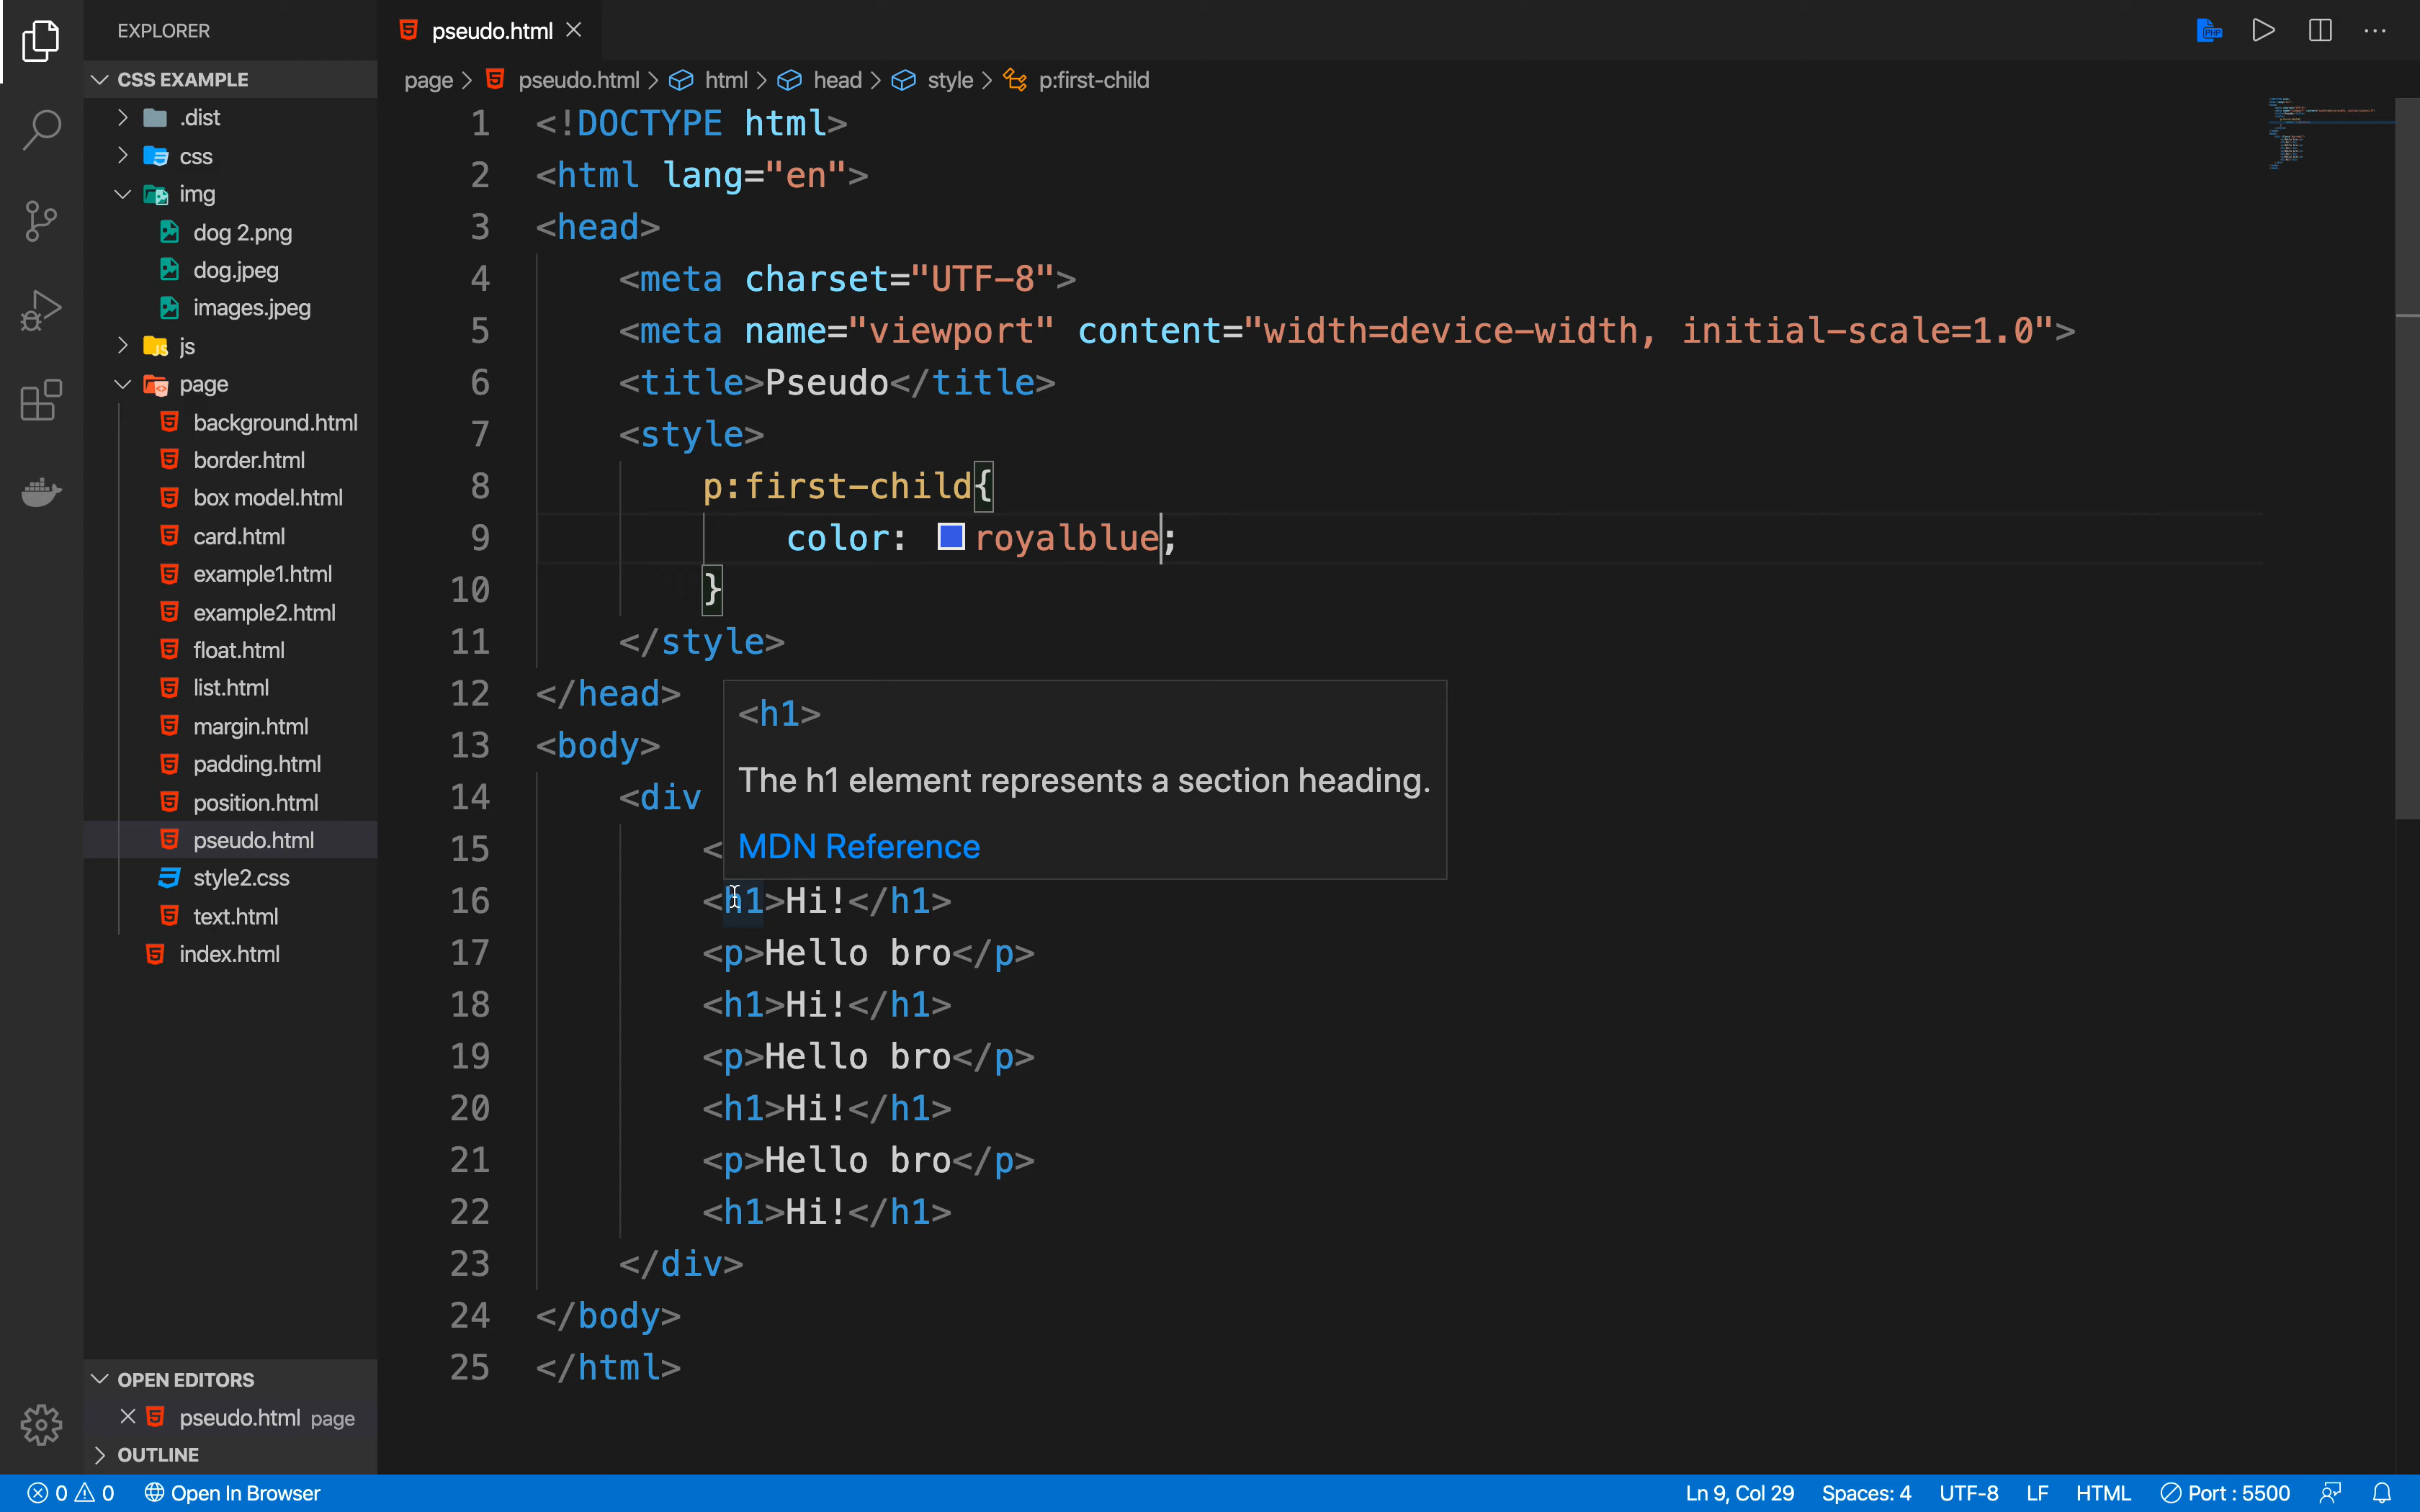 EXPLORER
CSS EXAMPLE
.dist
css
img
dog 2.png
dog.jpeg
images.jpeg
js
page
background.html
border.html
box model.html
card.html
example1.html
example2.html
float.html
list.html
margin.html
padding.html
position.html
pseudo.html
style2.css
text.html
index.html
OPEN EDITORS
pseudo.html page
OUTLINE
pseudo.html
page > pseudo.html > html > head > style > p:first-child
1 <!DOCTYPE html>
2 <html lang="en">
3 <head>
4 <meta charset="UTF-8">
5 <meta name="viewport" content="width=device-width, initial-scale=1.0">
6 <title>Pseudo</title>
7 <style>
8 p:first-child{
9 color: royalblue;
10 }
11 </style>
12 </head>
13 <body>
14 <div
15 <
16 <h1>Hi!</h1>
17 <p>Hello bro</p>
18 <h1>Hi!</h1>
19 <p>Hello bro</p>
20 <h1>Hi!</h1>
21 <p>Hello bro</p>
22 <h1>Hi!</h1>
23 </div>
24 </body>
25 </html>
<h1>
The h1 element represents a section heading.
MDN Reference
0 0 Open In Browser
Ln 9, Col 29 Spaces: 4 UTF-8 LF HTML Port : 5500